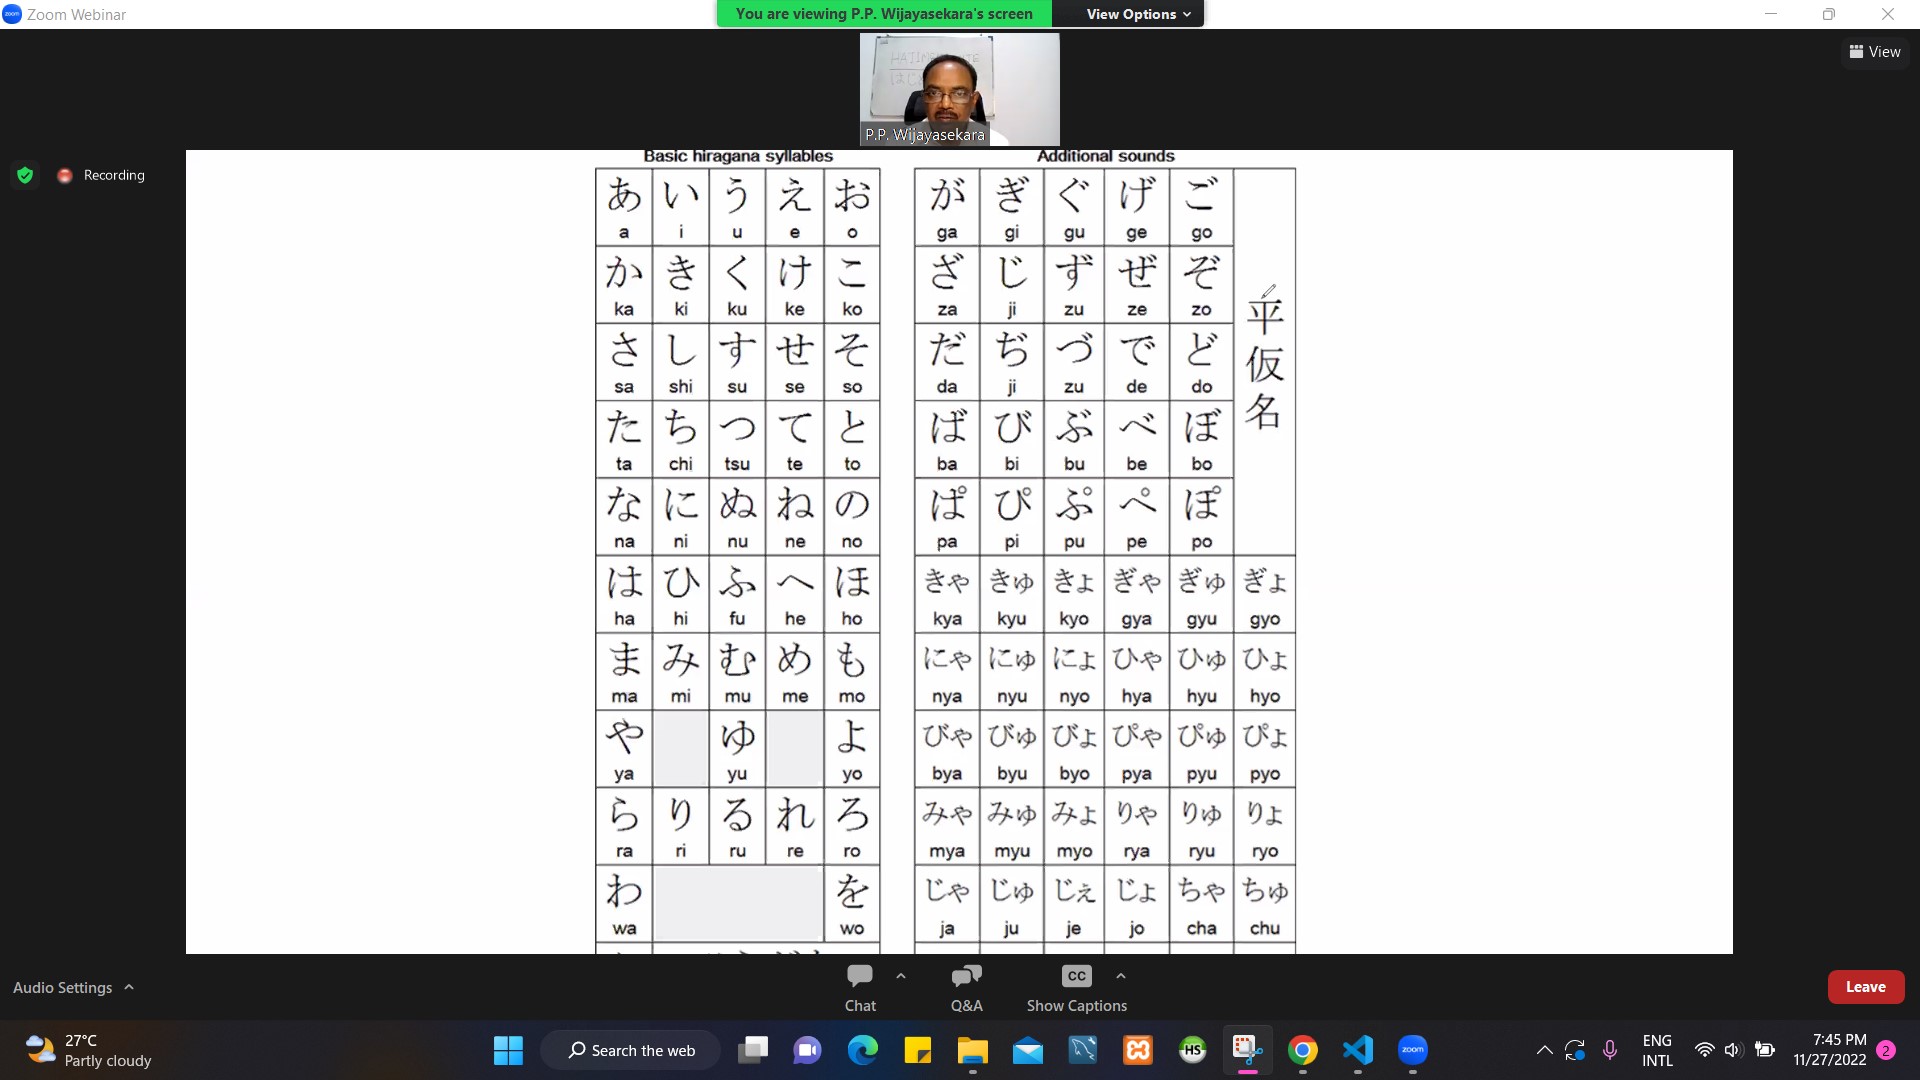 Zoom Webinar
You are viewing P.P. Wijayasekara's screen
View Options
View
P.P. Wijayasekara
Recording
Basic hiragana syllables
あ い う え お
a i u e o
か き く け こ
ka ki ku ke ko
さ し す せ そ
sa shi su se so
た ち つ て と
ta chi tsu te to
な に ぬ ね の
na ni nu ne no
は ひ ふ へ ほ
ha hi fu he ho
ま み む め も
ma mi mu me mo
や ゆ よ
ya yu yo
ら り る れ ろ
ra ri ru re ro
わ を
wa wo
Additional sounds
が ぎ ぐ げ ご
ga gi gu ge go
ざ じ ず ぜ ぞ
za ji zu ze zo
だ ぢ づ で ど
da ji zu de do
ば び ぶ べ ぼ
ba bi bu be bo
ぱ ぴ ぷ ぺ ぽ
pa pi pu pe po
平仮名
きゃ きゅ きょ ぎゃ ぎゅ ぎょ
kya kyu kyo gya gyu gyo
にゃ にゅ にょ ひゃ ひゅ ひょ
nya nyu nyo hya hyu hyo
びゃ びゅ びょ ぴゃ ぴゅ ぴょ
bya byu byo pya pyu pyo
みゃ みゅ みょ りゃ りゅ りょ
mya myu myo rya ryu ryo
じゃ じゅ じぇ じょ ちゃ ちゅ
ja ju je jo cha chu
Audio Settings
Chat
Q&A
CC
Show Captions
Leave
27°C
Partly cloudy
Search the web
HS
zoom
ENG
INTL
7:45 PM
11/27/2022
2